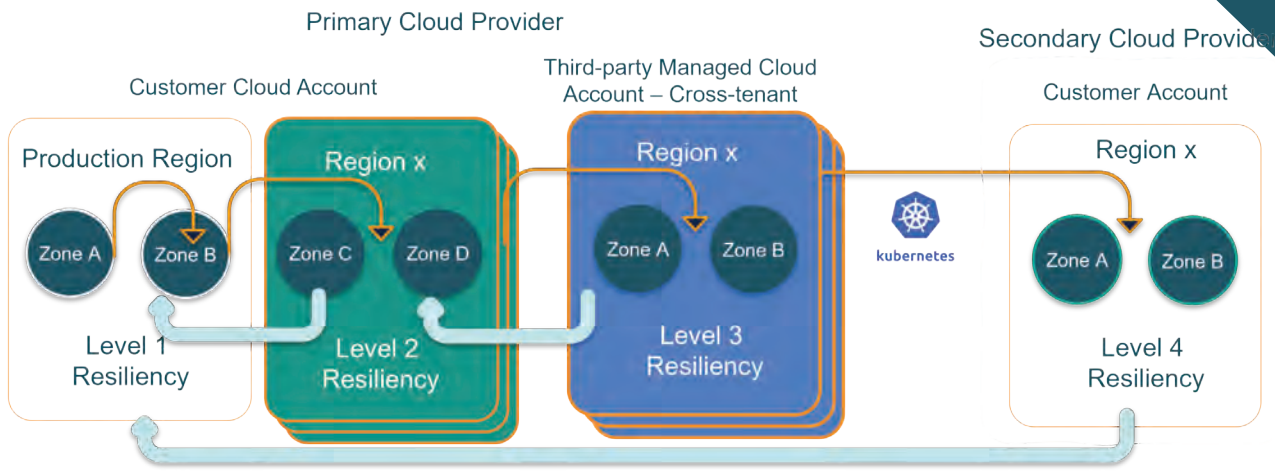 Primary Cloud Provider
Secondary Cloud Provider
Customer Cloud Account
Third-party Managed Cloud
Account – Cross-tenant
Customer Account
Production Region
Zone A
Zone B
Level 1
Resiliency
Region x
Zone C
Zone D
Level 2
Resiliency
Region x
Zone A
Zone B
Level 3
Resiliency
kubernetes
Region x
Zone A
Zone B
Level 4
Resiliency